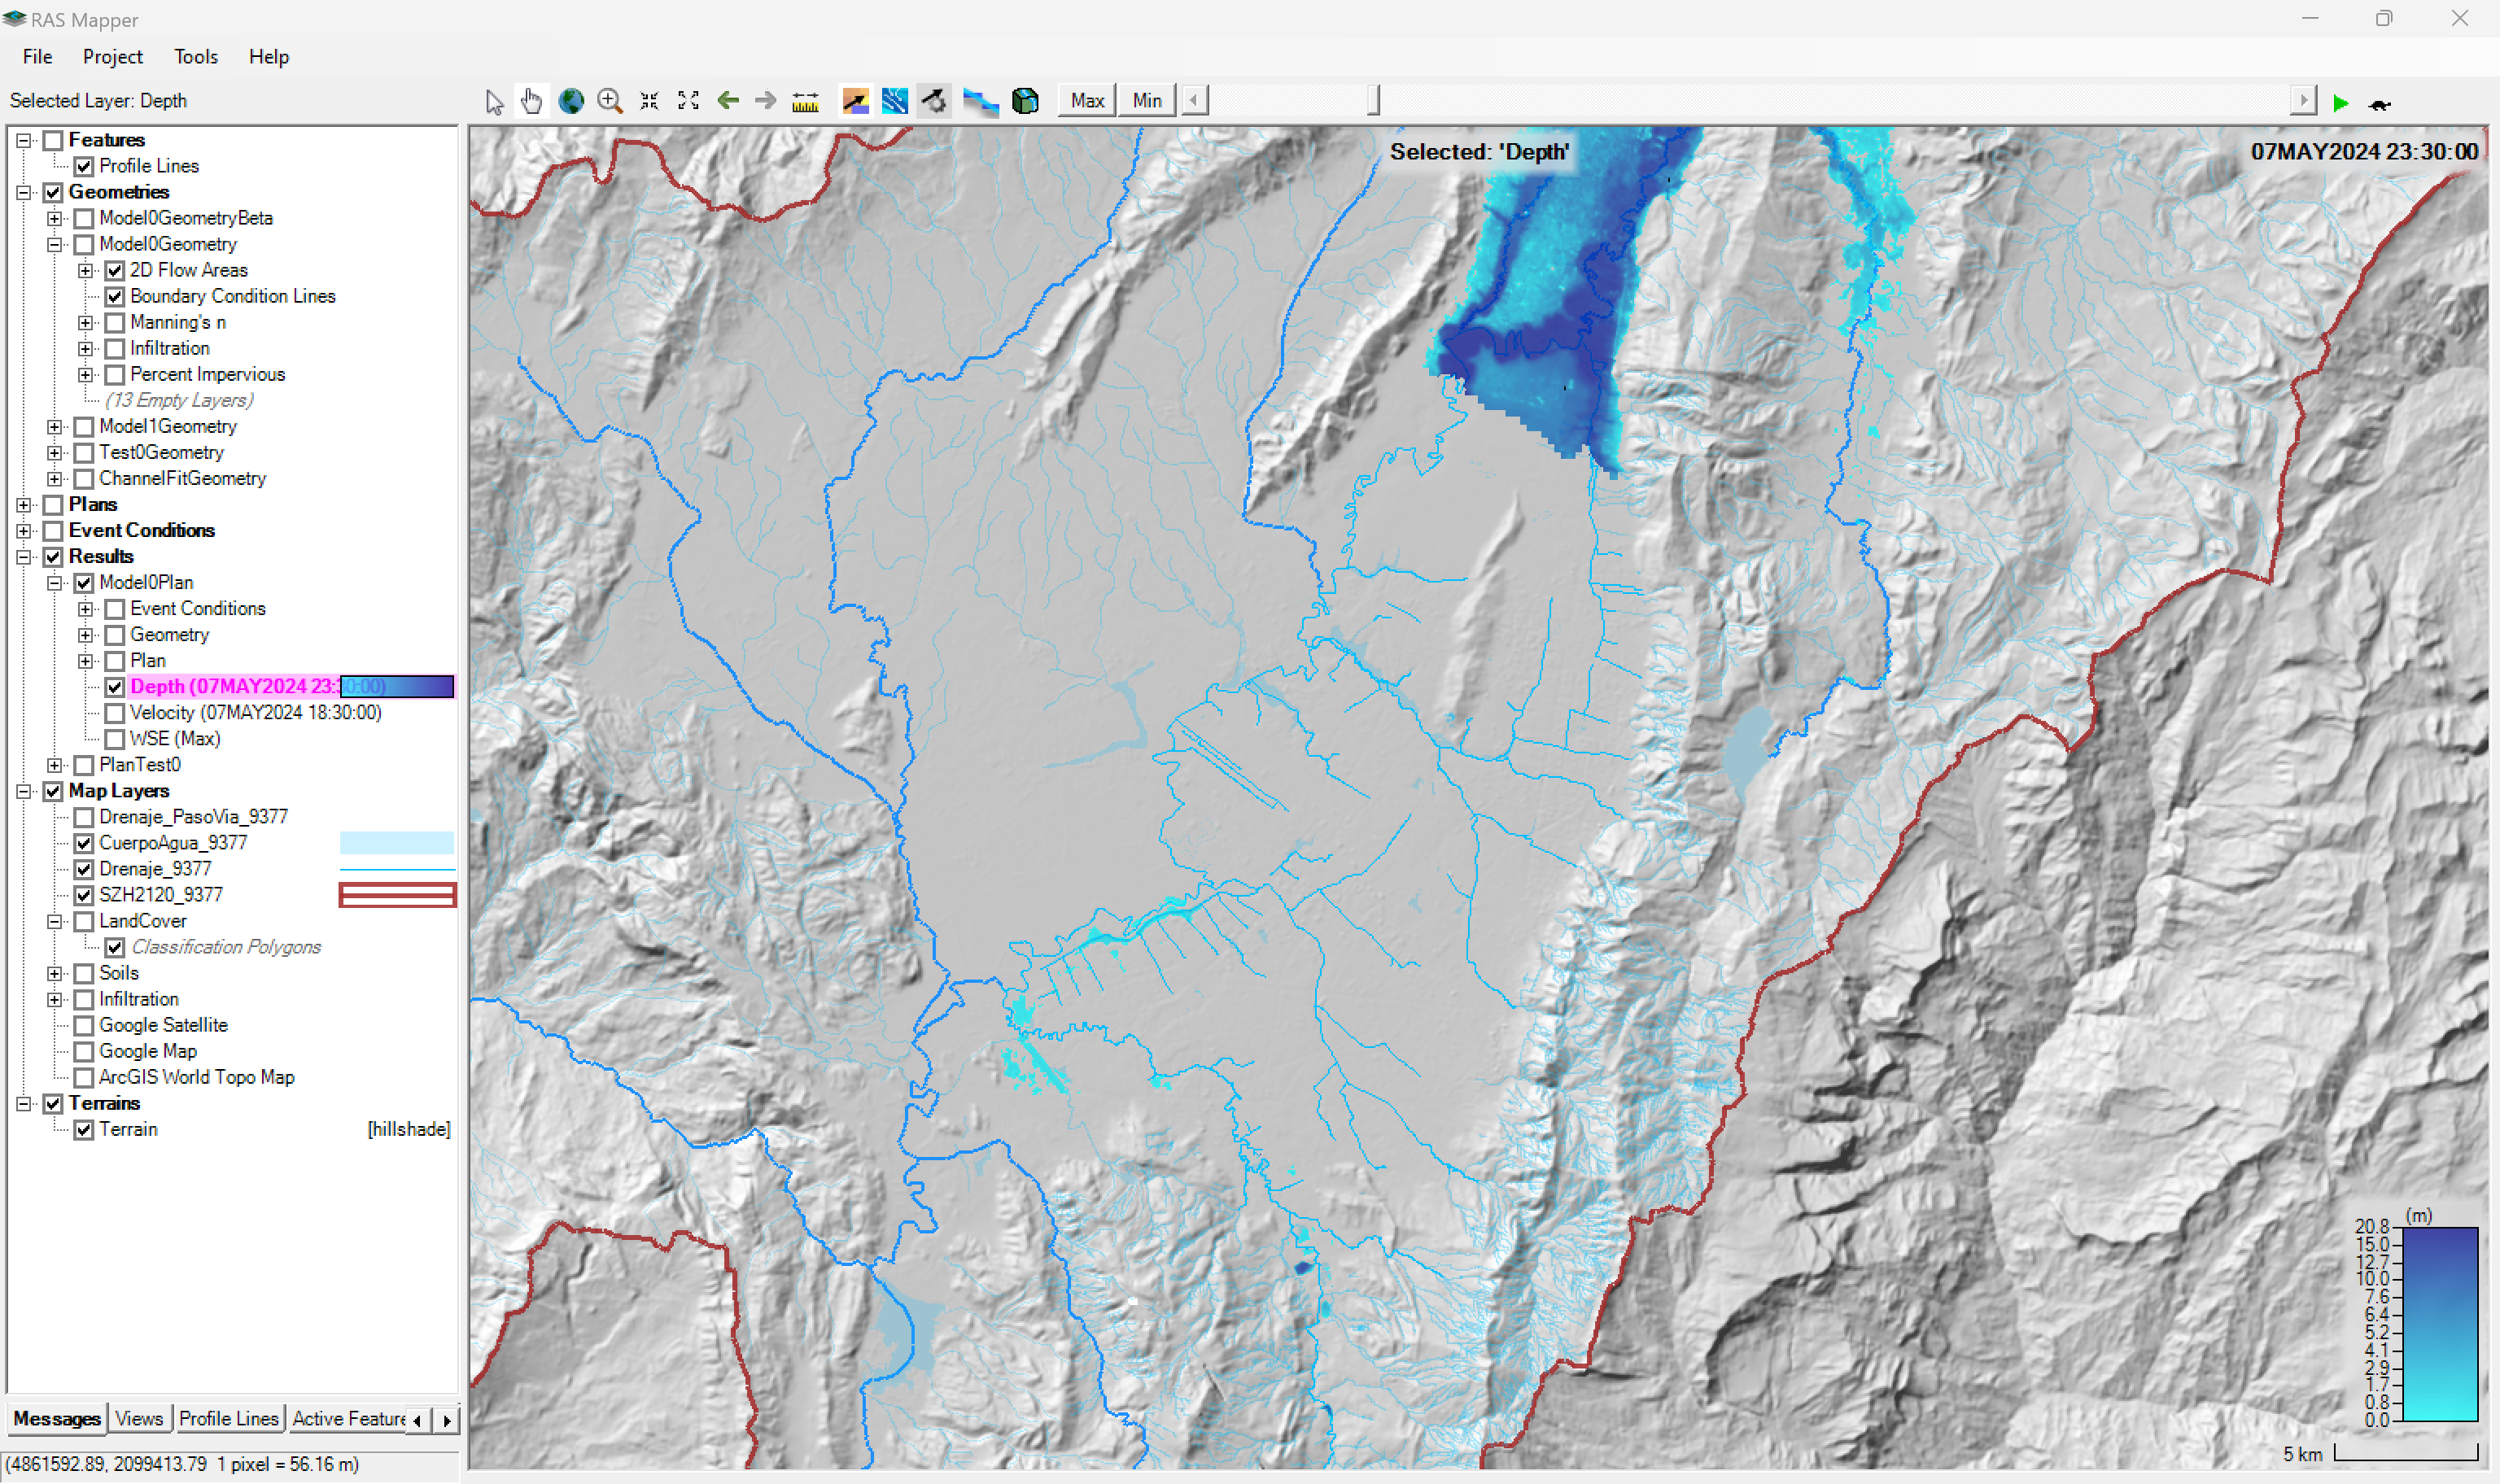 RAS Mapper
File Project Tools Help
Selected Layer: Depth
Max Min
Features
Profile Lines
Geometries
Model0GeometryBeta
Model0Geometry
2D Flow Areas
Boundary Condition Lines
Manning's n
Infiltration
Percent Impervious
(13 Empty Layers)
Model1Geometry
Test0Geometry
ChannelFitGeometry
Plans
Event Conditions
Results
Model0Plan
Event Conditions
Geometry
Plan
Depth (07MAY2024 23:30:00)
Velocity (07MAY2024 18:30:00)
WSE (Max)
PlanTest0
Map Layers
Drenaje_PasoVia_9377
CuerpoAgua_9377
Drenaje_9377
SZH2120_9377
LandCover
Classification Polygons
Soils
Infiltration
Google Satellite
Google Map
ArcGIS World Topo Map
Terrains
Terrain [hillshade]
Messages Views Profile Lines Active Feature
(4861592.89, 2099413.79 1 pixel = 56.16 m)
Selected: 'Depth'
07MAY2024 23:30:00
(m)
20.8
15.0
12.7
10.0
7.6
6.4
5.2
4.1
2.9
1.7
0.8
0.0
5 km